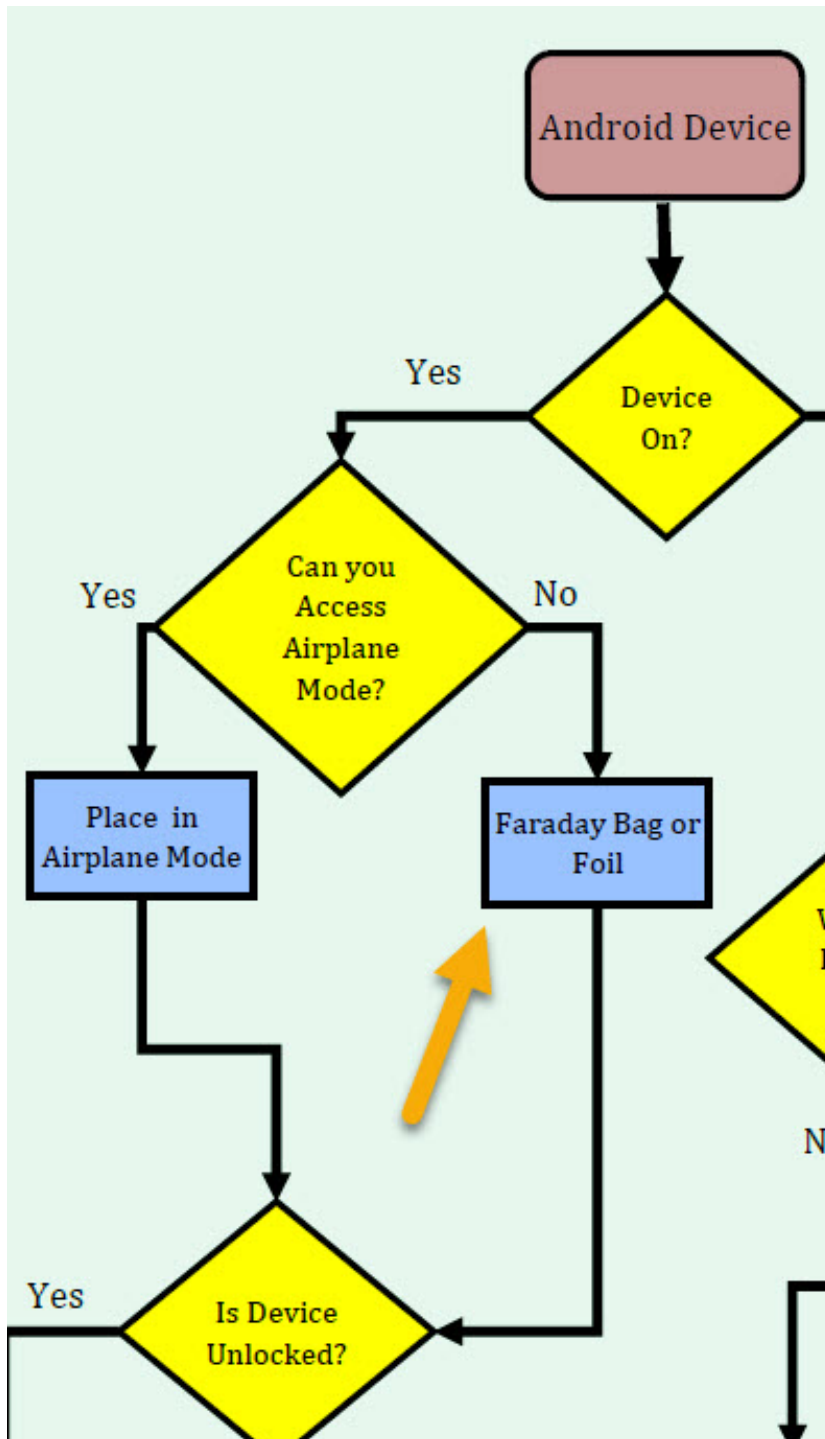 Android Device
Yes
Device
On?
Can you
Access
Airplane
Mode?
Yes
No
Place in
Airplane Mode
Faraday Bag or
Foil
Yes
Is Device
Unlocked?